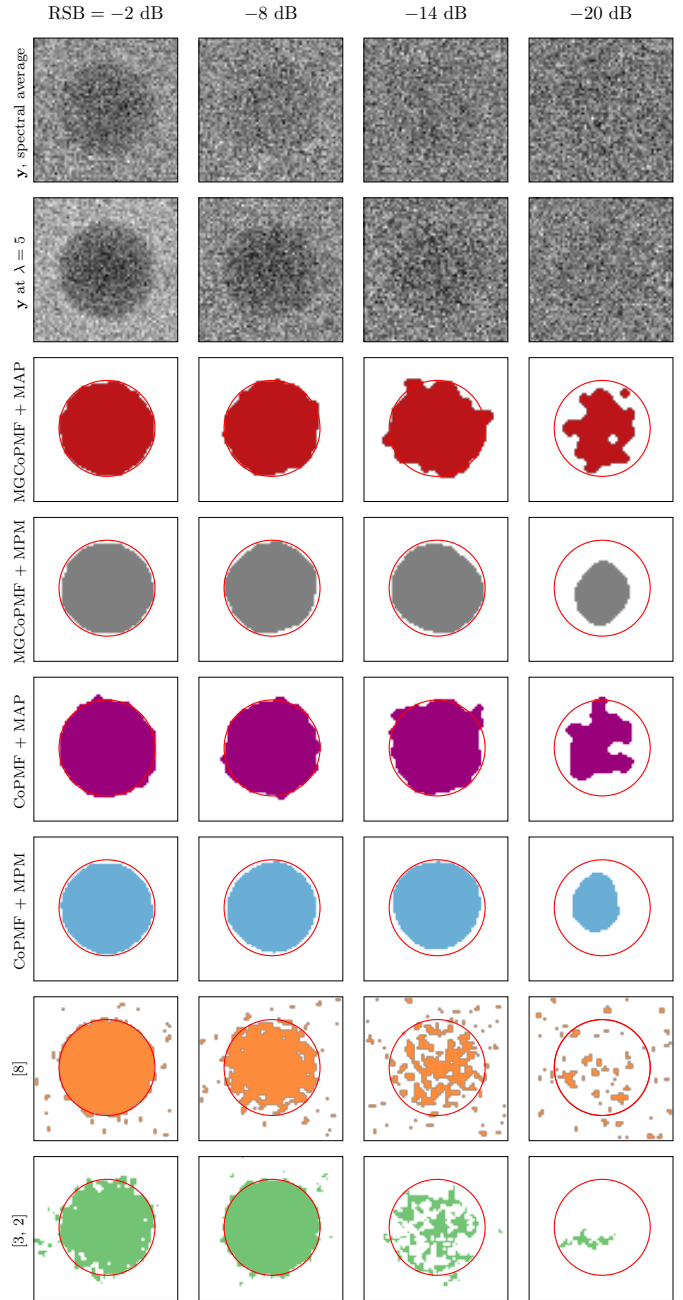 RSB = −2 dB −8 dB −14 dB −20 dB
y, spectral average
y at λ = 5
MGCoPMF + MAP
MGCoPMF + MPM
CoPMF + MAP
CoPMF + MPM
[8]
[3, 2]